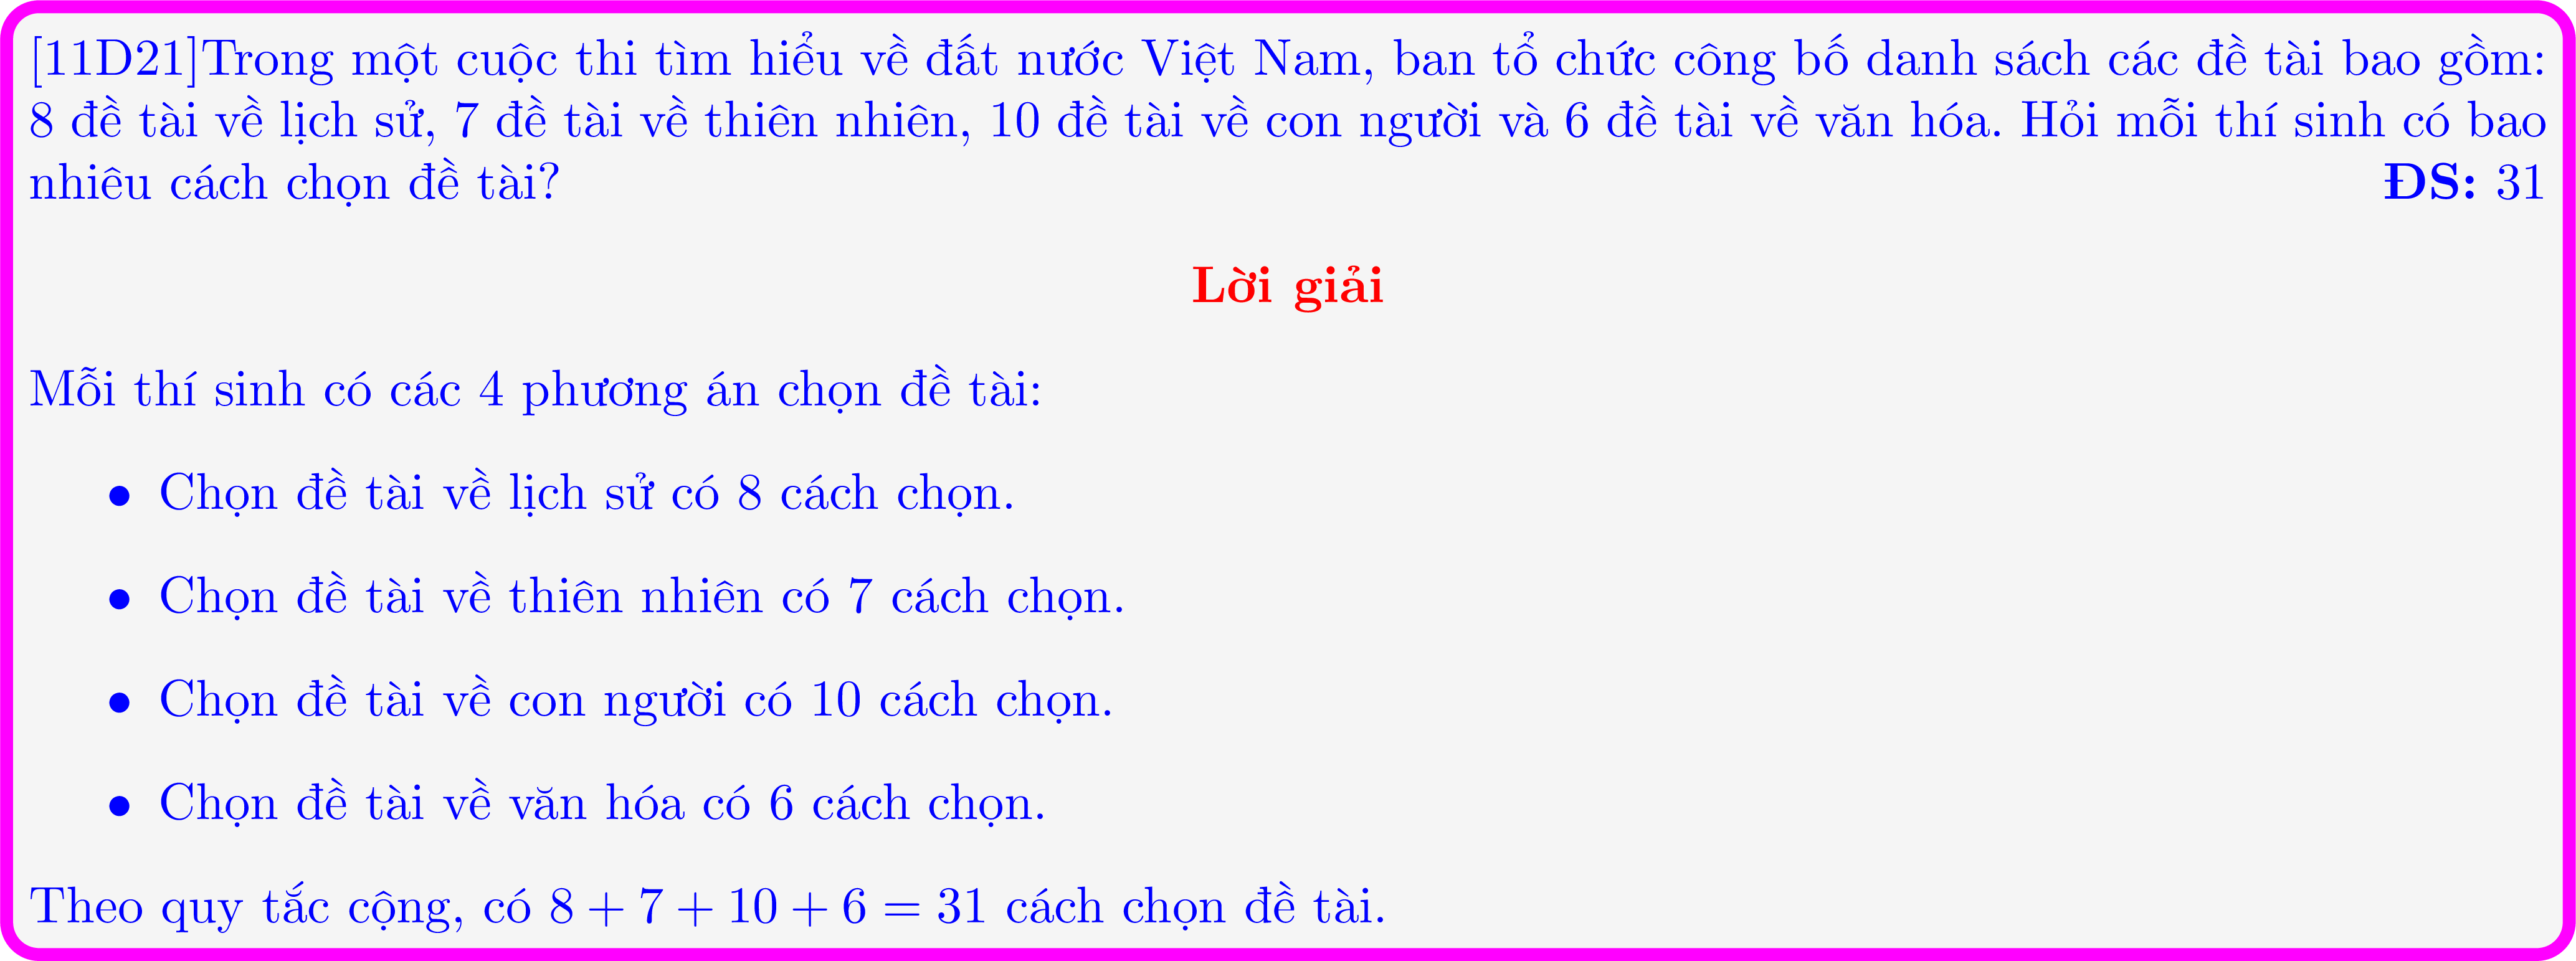 [11D21]Trong một cuộc thi tìm hiểu về đất nước Việt Nam, ban tổ chức công bố danh sách các đề tài bao gồm:
8 đề tài về lịch sử, 7 đề tài về thiên nhiên, 10 đề tài về con người và 6 đề tài về văn hóa. Hỏi mỗi thí sinh có bao
nhiêu cách chọn đề tài? ĐS: 31
Lời giải
Mỗi thí sinh có các 4 phương án chọn đề tài:
• Chọn đề tài về lịch sử có 8 cách chọn.
• Chọn đề tài về thiên nhiên có 7 cách chọn.
• Chọn đề tài về con người có 10 cách chọn.
• Chọn đề tài về văn hóa có 6 cách chọn.
Theo quy tắc cộng, có 8 + 7 + 10 + 6 = 31 cách chọn đề tài.